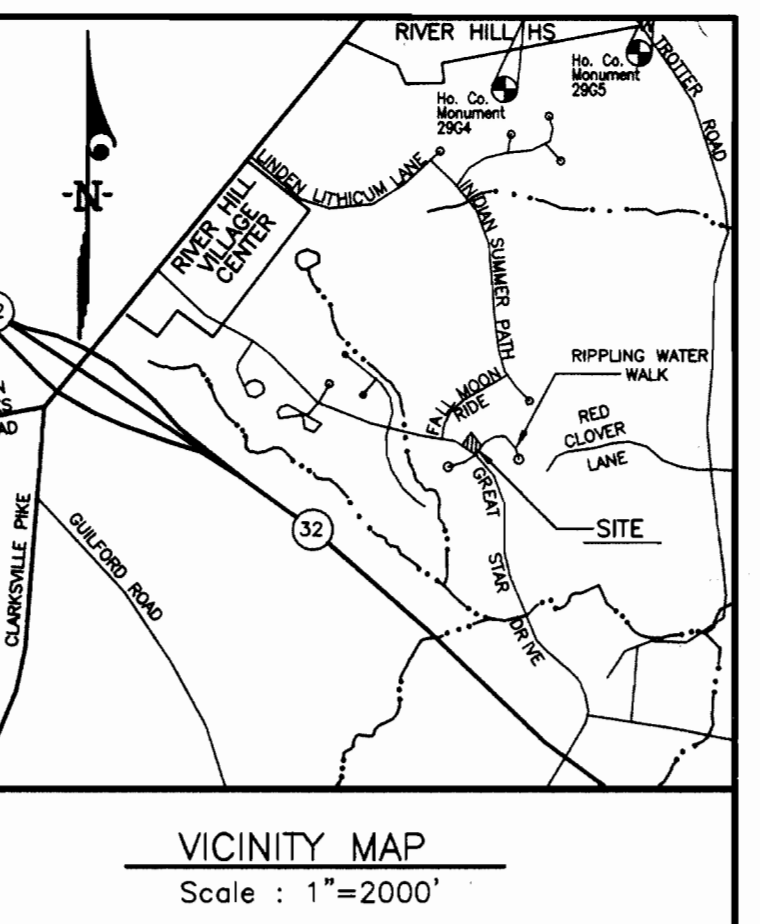 RIVER HILL HS
Ho. Co.
Monument
29G5
TROTTER ROAD
Ho. Co.
Monument
29G4
-N-
LINDEN LITHICUM LANE
RIVER HILL
VILLAGE
CENTER
INDIAN SUMMER PATH
RIPPLING WATER
WALK
FALL MOON
RIDE
RED
CLOVER
LANE
GREAT STAR DRIVE
SITE
CLARKSVILLE PIKE
GUILFORD ROAD
32
VICINITY MAP
Scale : 1"=2000'